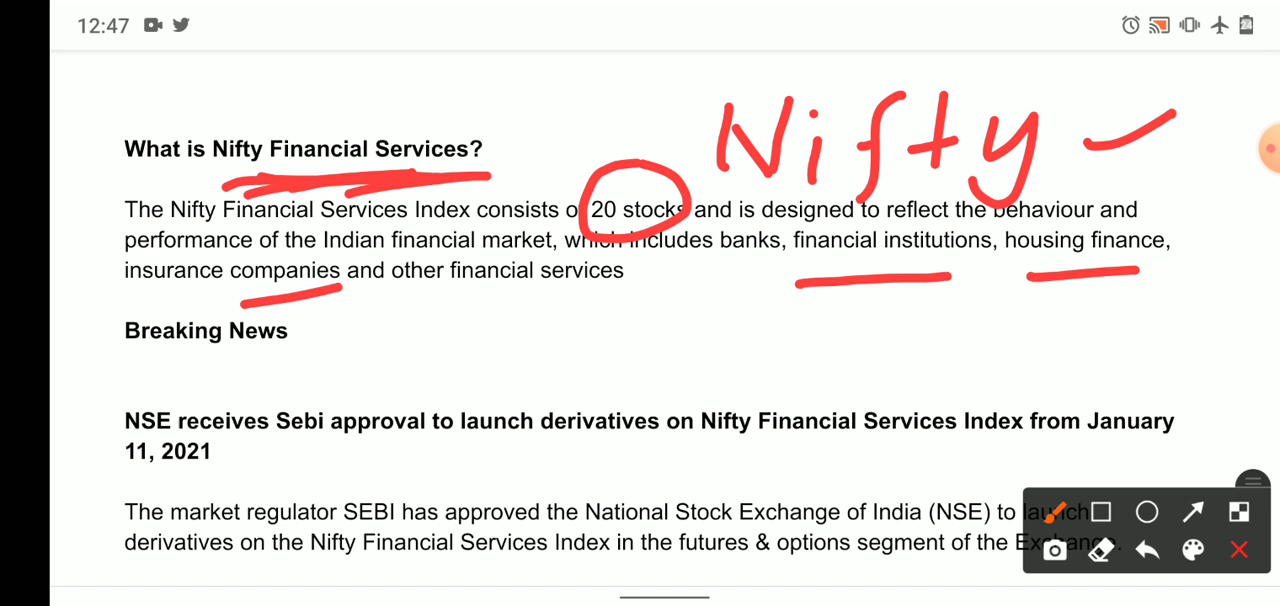 12:47
24
Nifty -
What is Nifty Financial Services?
The Nifty Financial Services Index consists of 20 stocks and is designed to reflect the behaviour and
performance of the Indian financial market, which includes banks, financial institutions, housing finance,
insurance companies and other financial services
Breaking News
NSE receives Sebi approval to launch derivatives on Nifty Financial Services Index from January
11, 2021
The market regulator SEBI has approved the National Stock Exchange of India (NSE) to launch
derivatives on the Nifty Financial Services Index in the futures & options segment of the Exchange.